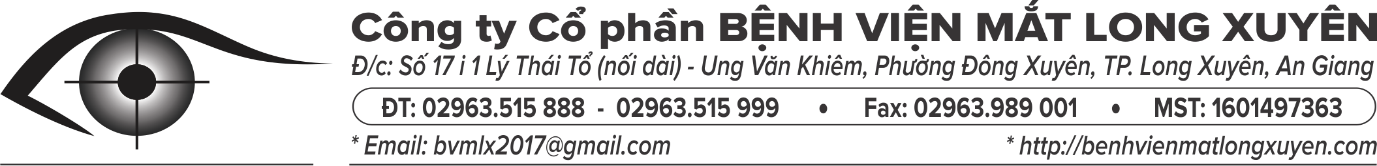 Công ty Cổ phần BỆNH VIỆN MẮT LONG XUYÊN
Đ/c: Số 17 i 1 Lý Thái Tổ (nối dài) - Ung Văn Khiêm, Phường Đông Xuyên, TP. Long Xuyên, An Giang
ĐT: 02963.515 888 - 02963.515 999 • Fax: 02963.989 001 • MST: 1601497363
* Email: bvmlx2017@gmail.com * http://benhvienmatlongxuyen.com